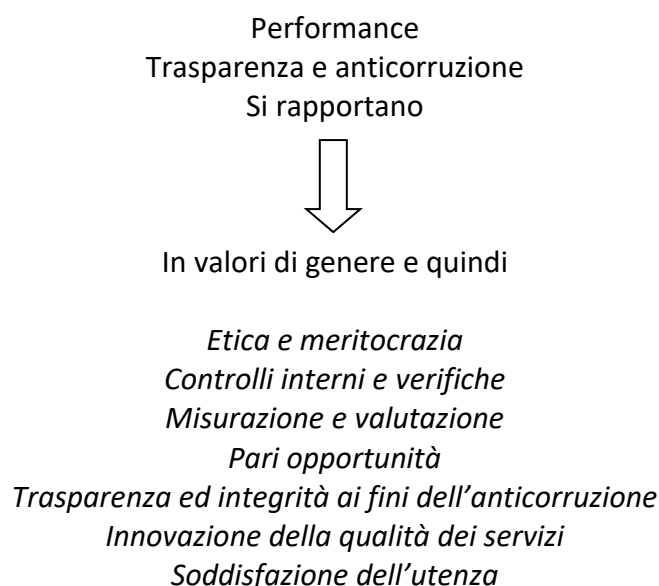 Performance
Trasparenza e anticorruzione
Si rapportano
In valori di genere e quindi
Etica e meritocrazia
Controlli interni e verifiche
Misurazione e valutazione
Pari opportunità
Trasparenza ed integrità ai fini dell’anticorruzione
Innovazione della qualità dei servizi
Soddisfazione dell’utenza